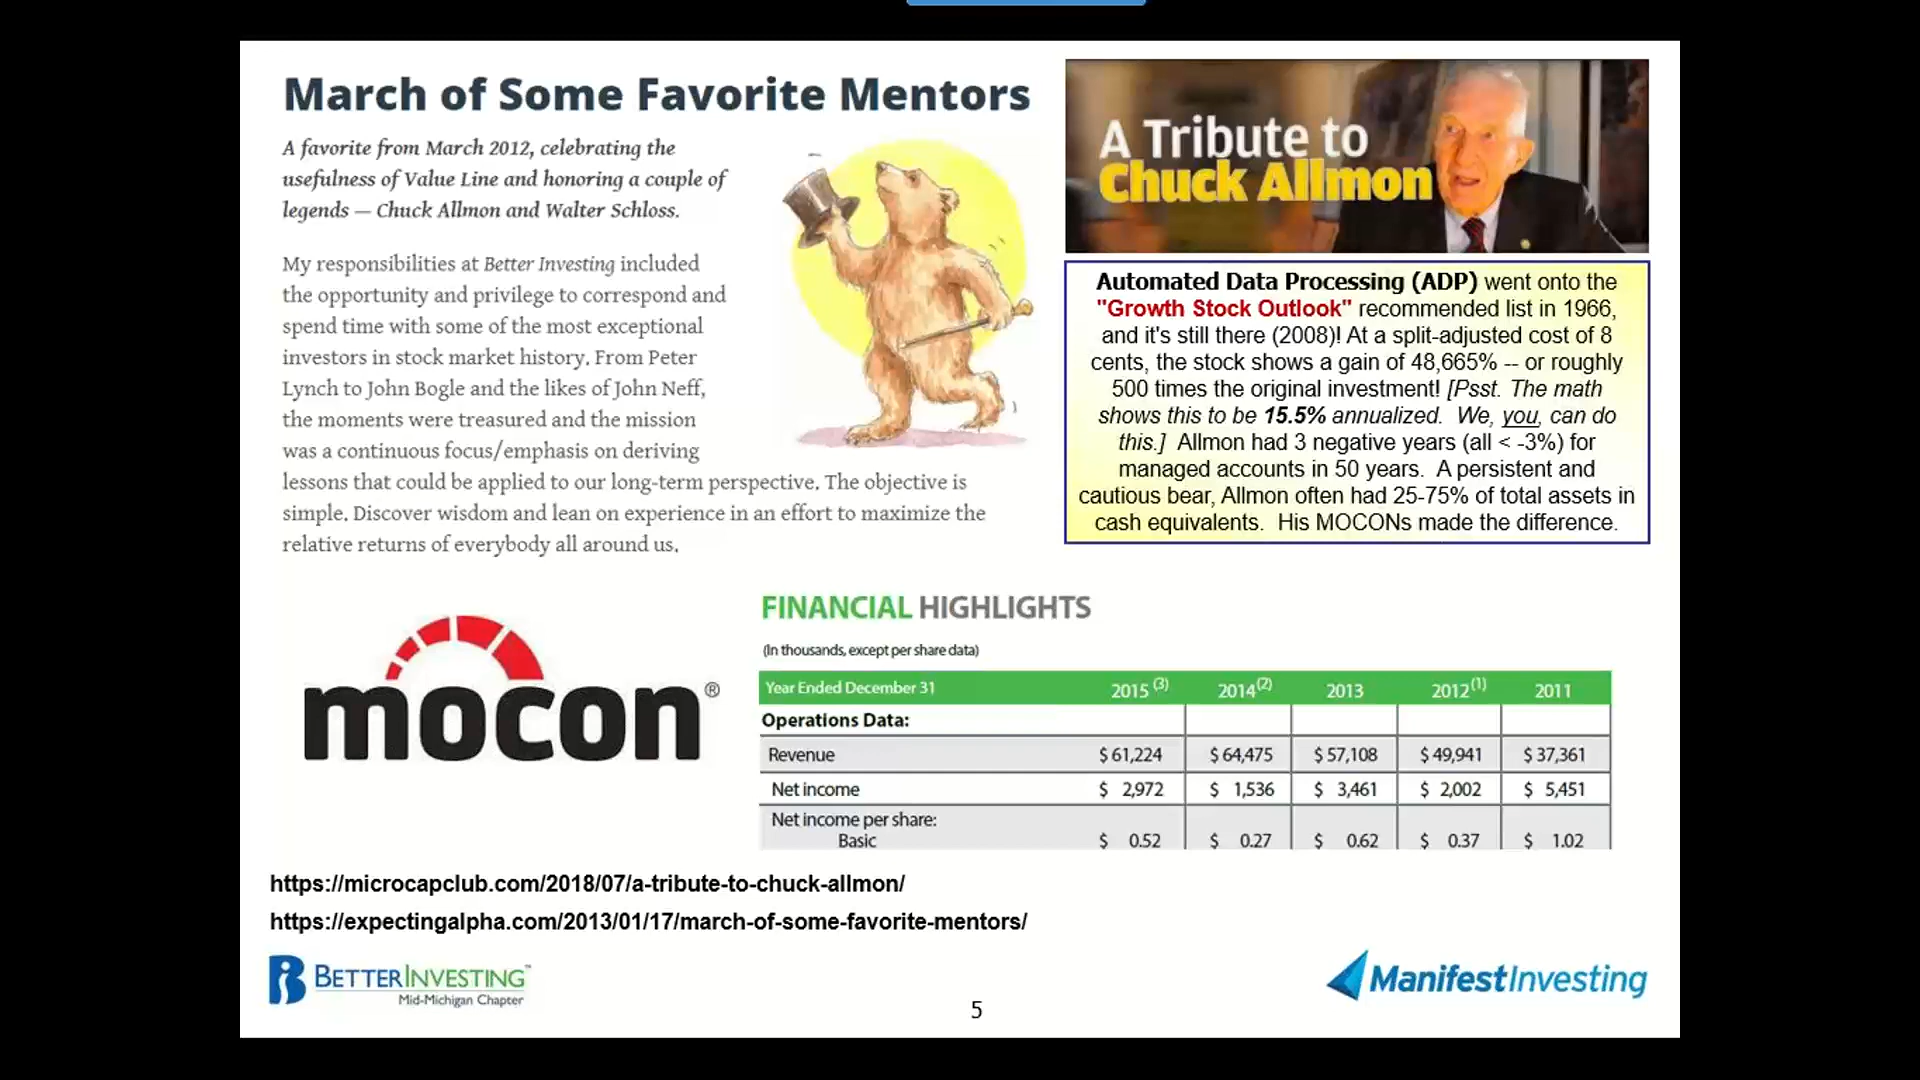 March of Some Favorite Mentors
A favorite from March 2012, celebrating the
usefulness of Value Line and honoring a couple of
legends — Chuck Allmon and Walter Schloss.
My responsibilities at Better Investing included
the opportunity and privilege to correspond and
spend time with some of the most exceptional
investors in stock market history. From Peter
Lynch to John Bogle and the likes of John Neff,
the moments were treasured and the mission
was a continuous focus/emphasis on deriving
lessons that could be applied to our long-term perspective. The objective is
simple. Discover wisdom and lean on experience in an effort to maximize the
relative returns of everybody all around us.
A Tribute to
Chuck Allmon
Automated Data Processing (ADP) went onto the
"Growth Stock Outlook" recommended list in 1966,
and it's still there (2008)! At a split-adjusted cost of 8
cents, the stock shows a gain of 48,665% -- or roughly
500 times the original investment! [Psst. The math
shows this to be 15.5% annualized. We, you, can do
this.] Allmon had 3 negative years (all < -3%) for
managed accounts in 50 years. A persistent and
cautious bear, Allmon often had 25-75% of total assets in
cash equivalents. His MOCONs made the difference.
mocon®
FINANCIAL HIGHLIGHTS
(In thousands, except per share data)
Year Ended December 31 2015 (3) 2014(2) 2013 2012(1) 2011
Operations Data:
Revenue $ 61,224 $ 64,475 $ 57,108 $ 49,941 $ 37,361
Net income $ 2,972 $ 1,536 $ 3,461 $ 2,002 $ 5,451
Net income per share:
Basic $ 0.52 $ 0.27 $ 0.62 $ 0.37 $ 1.02
https://microcapclub.com/2018/07/a-tribute-to-chuck-allmon/
https://expectingalpha.com/2013/01/17/march-of-some-favorite-mentors/
BETTERINVESTING™
Mid-Michigan Chapter
5
ManifestInvesting